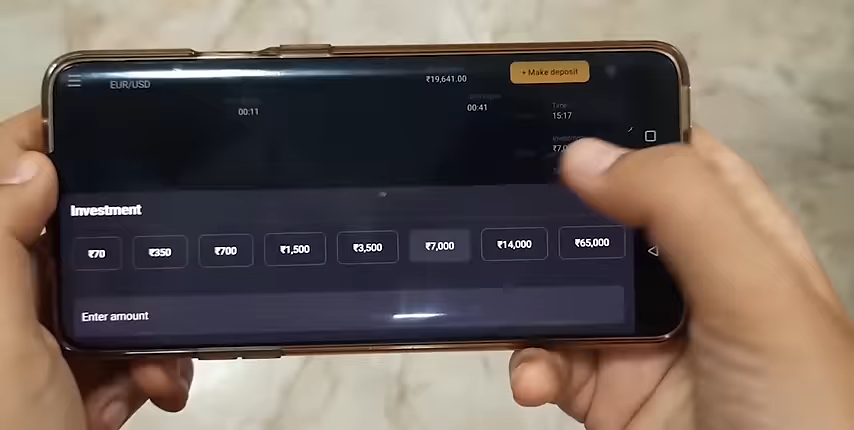 ₹19,641.00
+ Make deposit
EUR/USD
00:11
00:41
Time
15:17
Investment
Investment
₹70
₹350
₹700
₹1,500
₹3,500
₹7,000
₹14,000
₹65,000
Enter amount